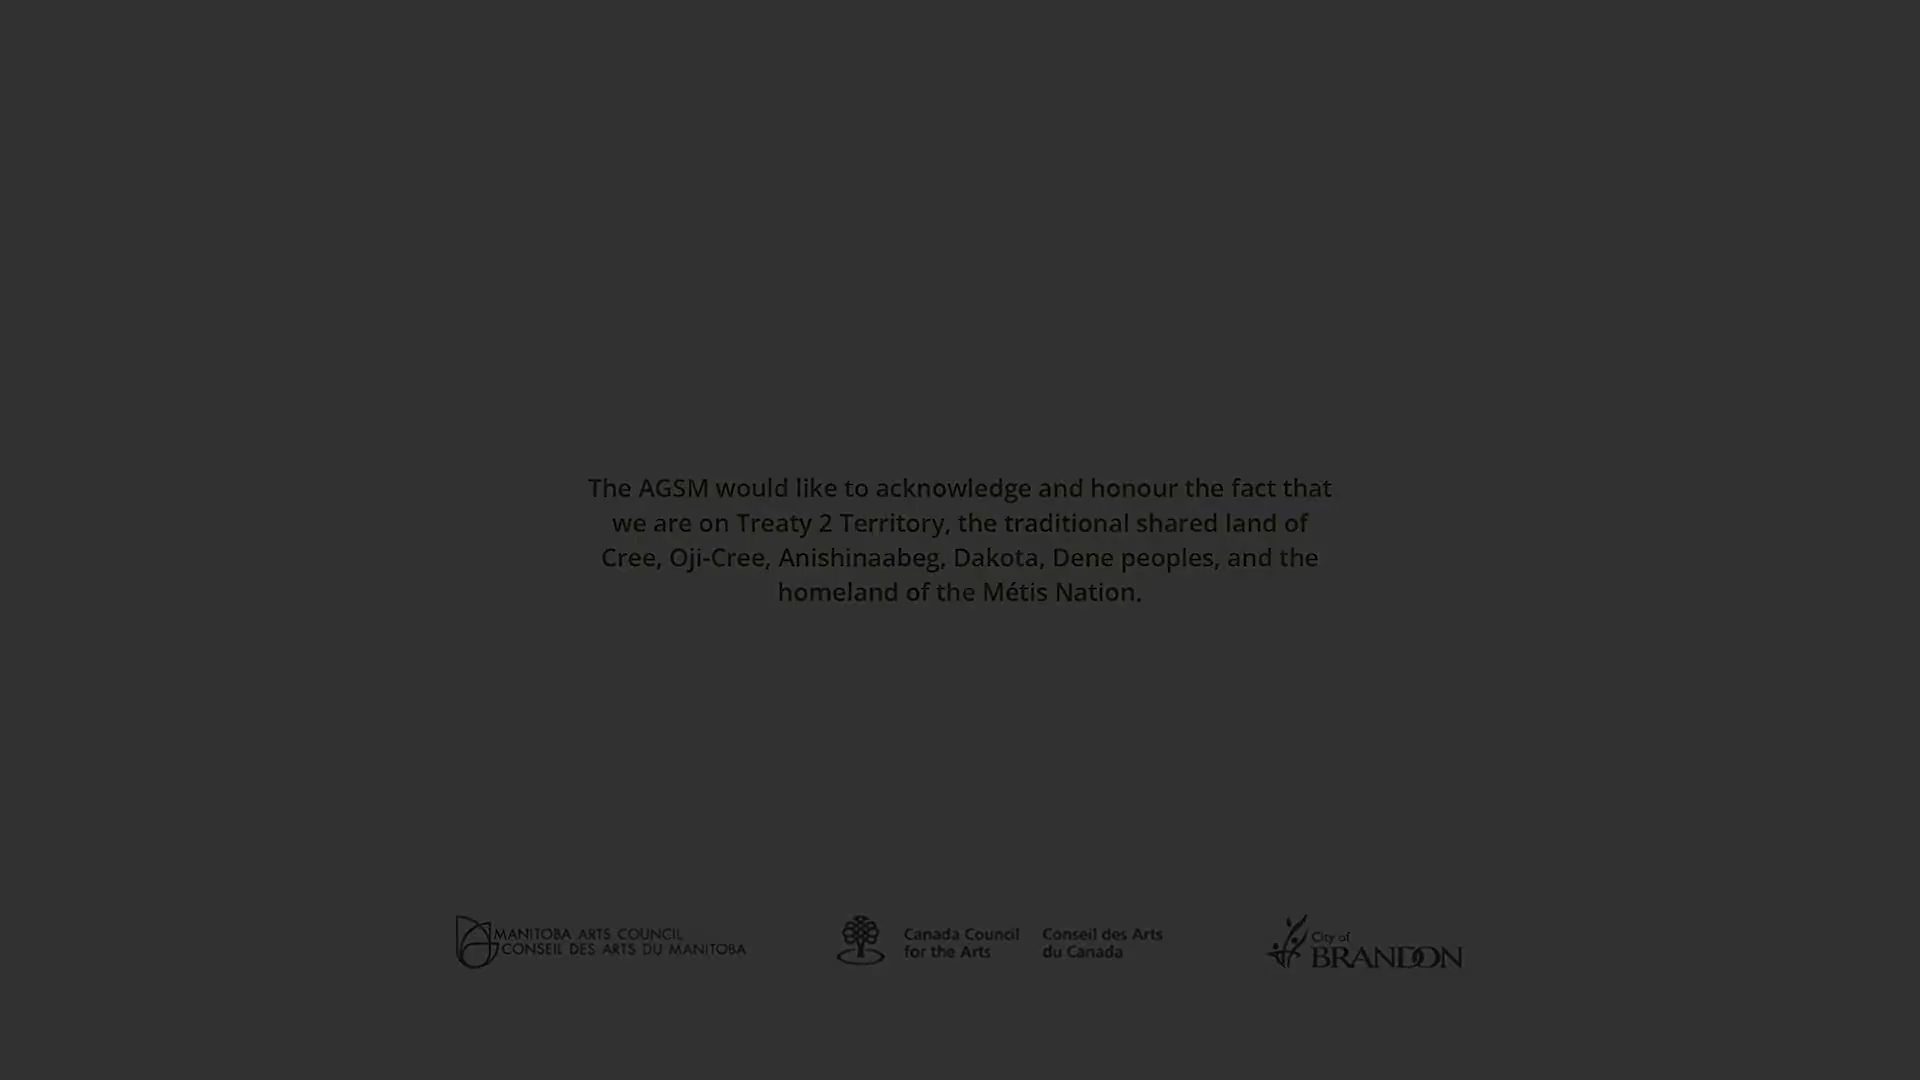 The AGSM would like to acknowledge and honour the fact that
we are on Treaty 2 Territory, the traditional shared land of
Cree, Oji-Cree, Anishinaabeg, Dakota, Dene peoples, and the
homeland of the Métis Nation.
MANITOBA ARTS COUNCIL
CONSEIL DES ARTS DU MANITOBA
Canada Council
for the Arts
Conseil des Arts
du Canada
City of
BRANDON